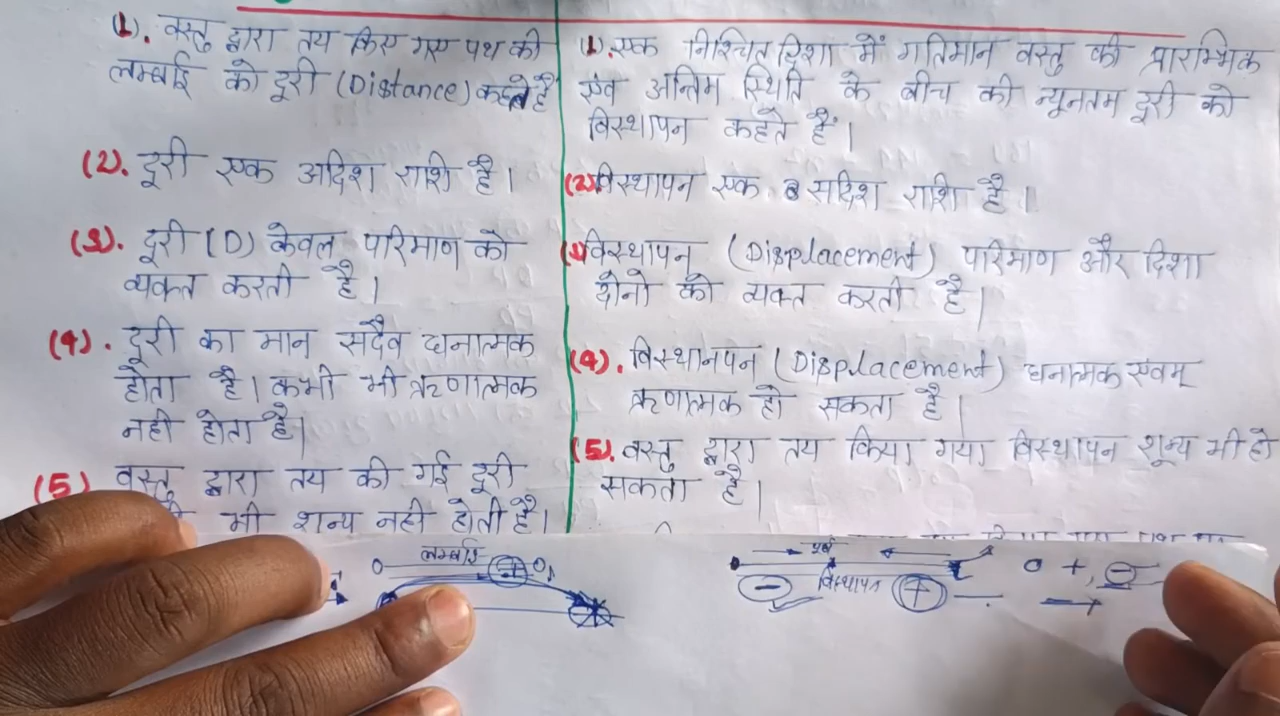 (1). वस्तु द्वारा तय किए गए पथ की
लम्बाई को दूरी (Distance) कहते है
(2). दूरी एक अदिश राशि है।
(3). दूरी (D) केवल परिमाण को
व्यक्त करती है।
(4). दूरी का मान सदैव धनात्मक
होता है। कभी भी ऋणात्मक
नही होता है।
(5) वस्तु द्वारा तय की गई दूरी
भी शून्य नही होती है।
(1). एक निश्चित दिशा में गतिमान वस्तु की प्रारम्भिक
एवं अन्तिम स्थिति के बीच की न्यूनतम दूरी को
विस्थापन कहते हैं।
(2) विस्थापन एक सदिश राशि है।
(3) विस्थापन (Displacement) परिमाण और दिशा
दोनो को व्यक्त करती है।
(4). विस्थानपन (Displacement) धनात्मक एवम्
ऋणात्मक हो सकता है।
(5). वस्तु द्वारा तय किया गया विस्थापन शून्य भी हो
सकता है।
लम्बाई
0 + 0
विस्थापन
- +
0 +, -